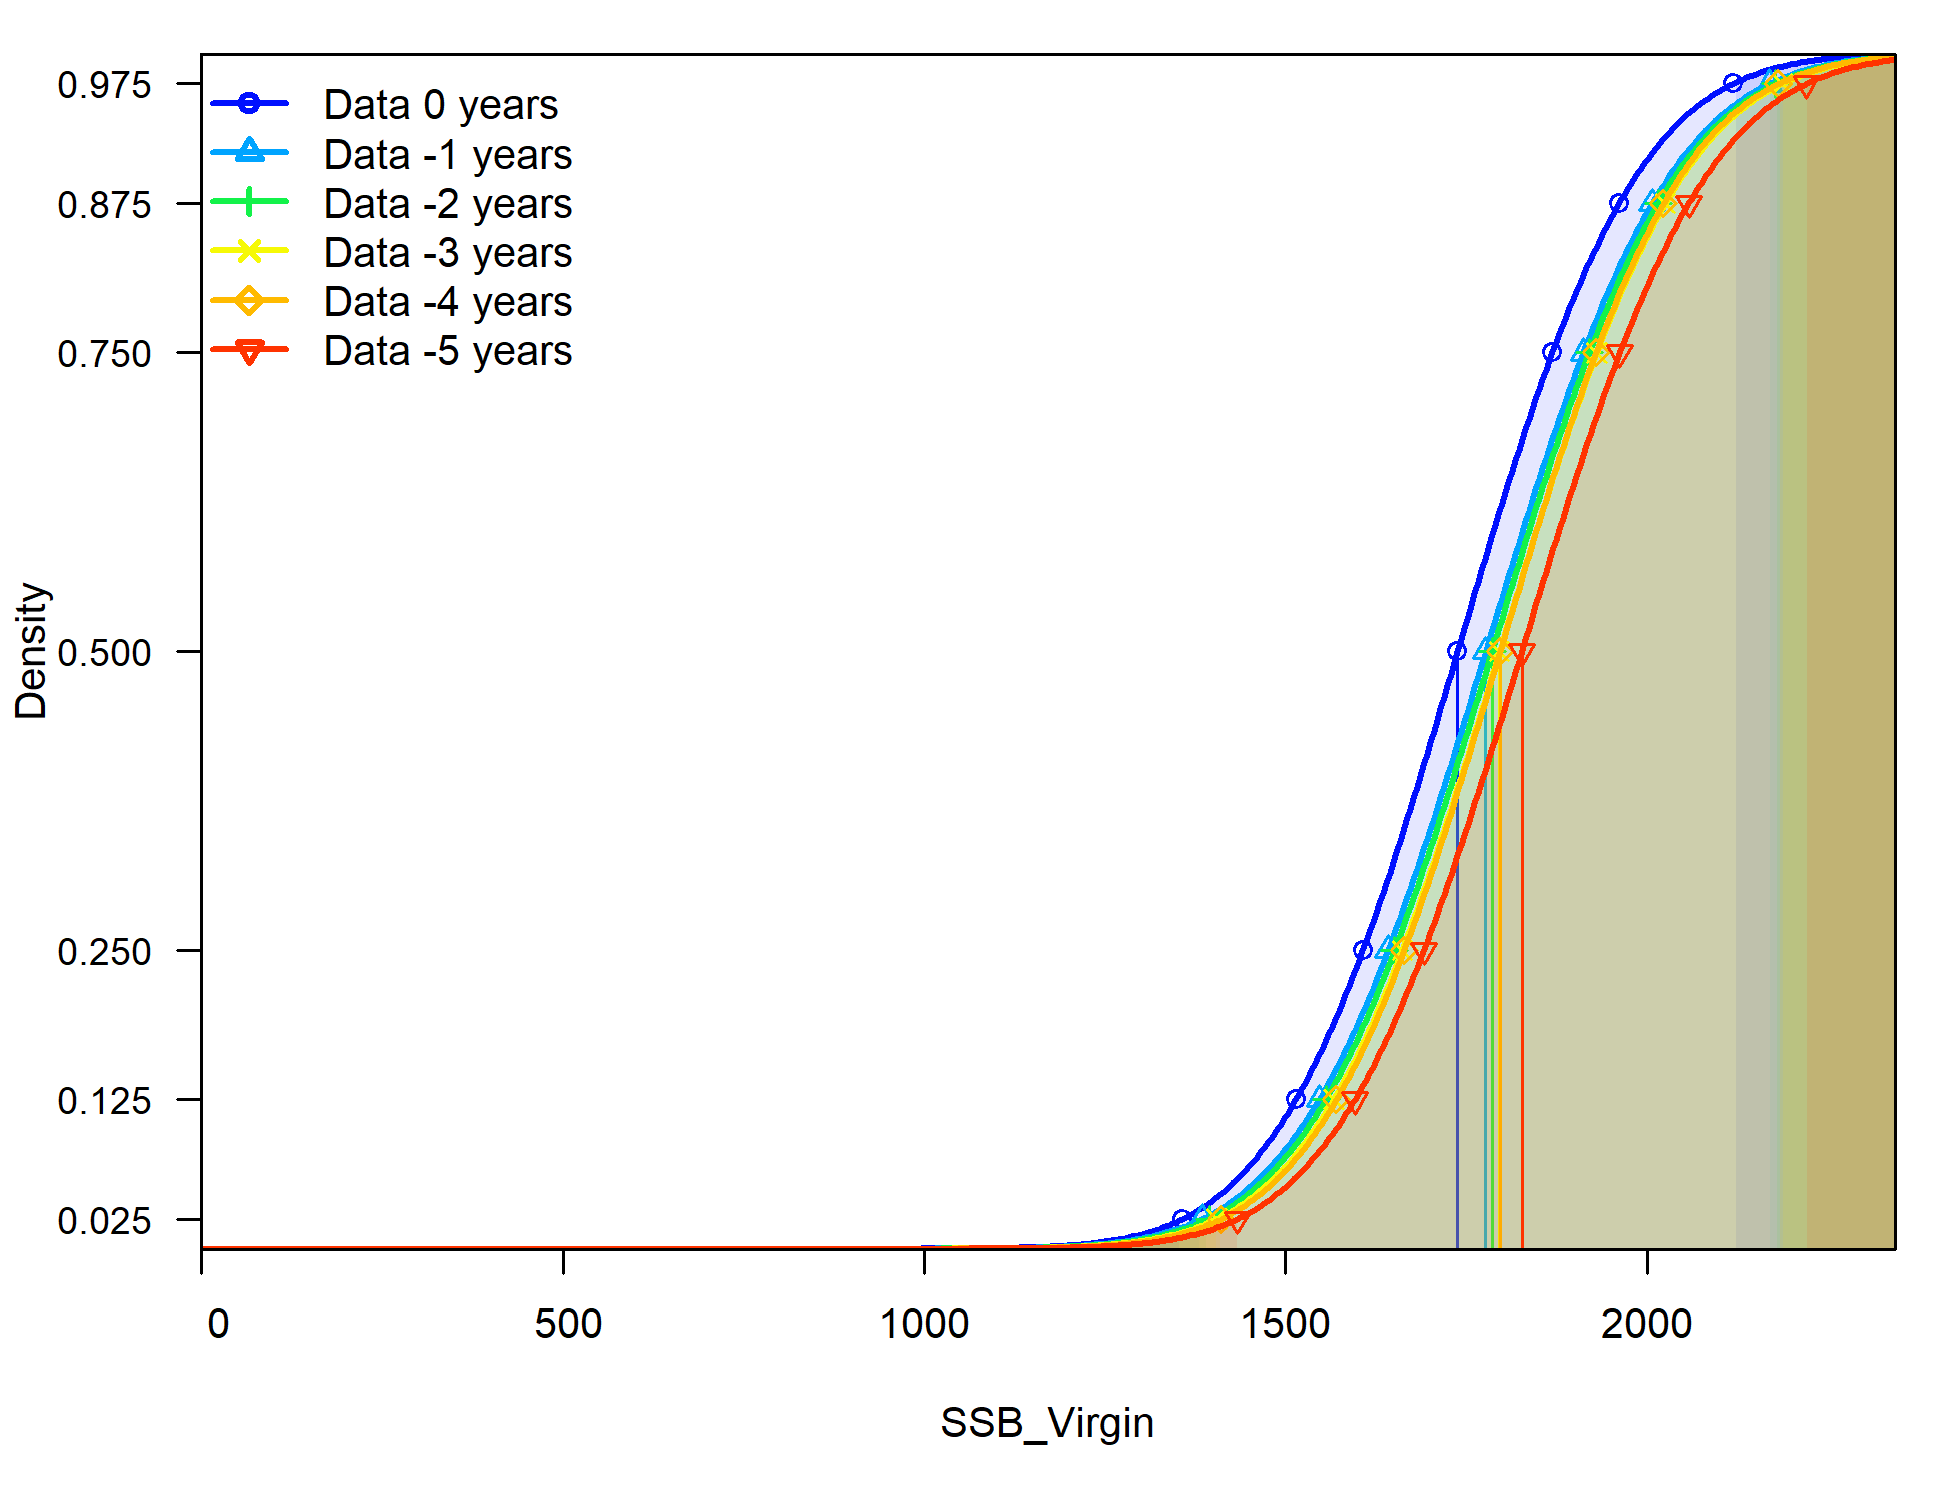 0.975
0.875
0.750
0.500
0.250
0.125
0.025
Density
Data 0 years
Data -1 years
Data -2 years
Data -3 years
Data -4 years
Data -5 years
0 500 1000 1500 2000
SSB_Virgin